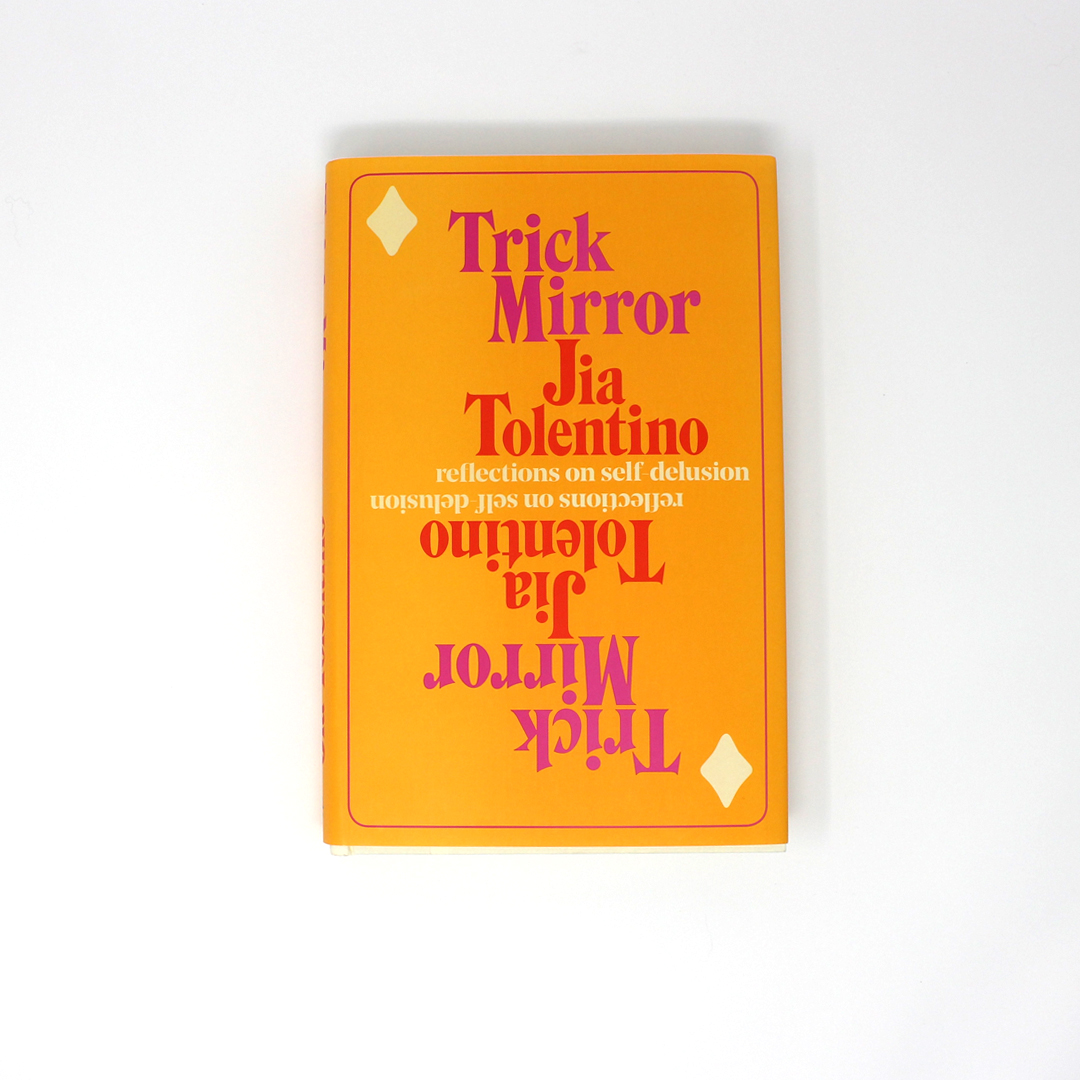 Trick
Mirror
Jia
Tolentino
reflections on self-delusion
reflections on self-delusion
Tolentino
Jia
Mirror
Trick